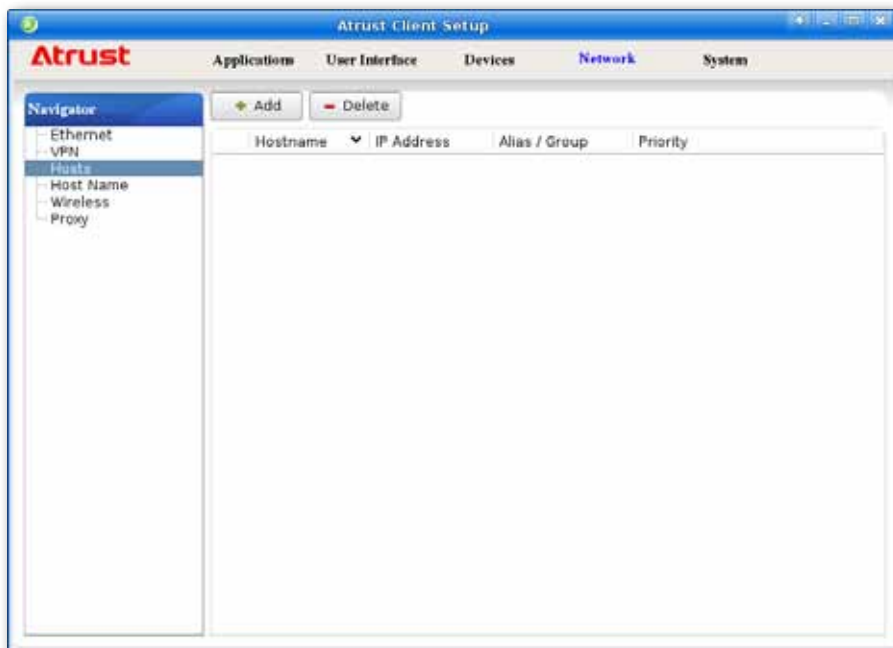 Atrust Client Setup
Atrust Applications User Interface Devices Network System
Navigator
Ethernet
VPN
Hosts
Host Name
Wireless
Proxy
Add Delete
Hostname IP Address Alias / Group Priority